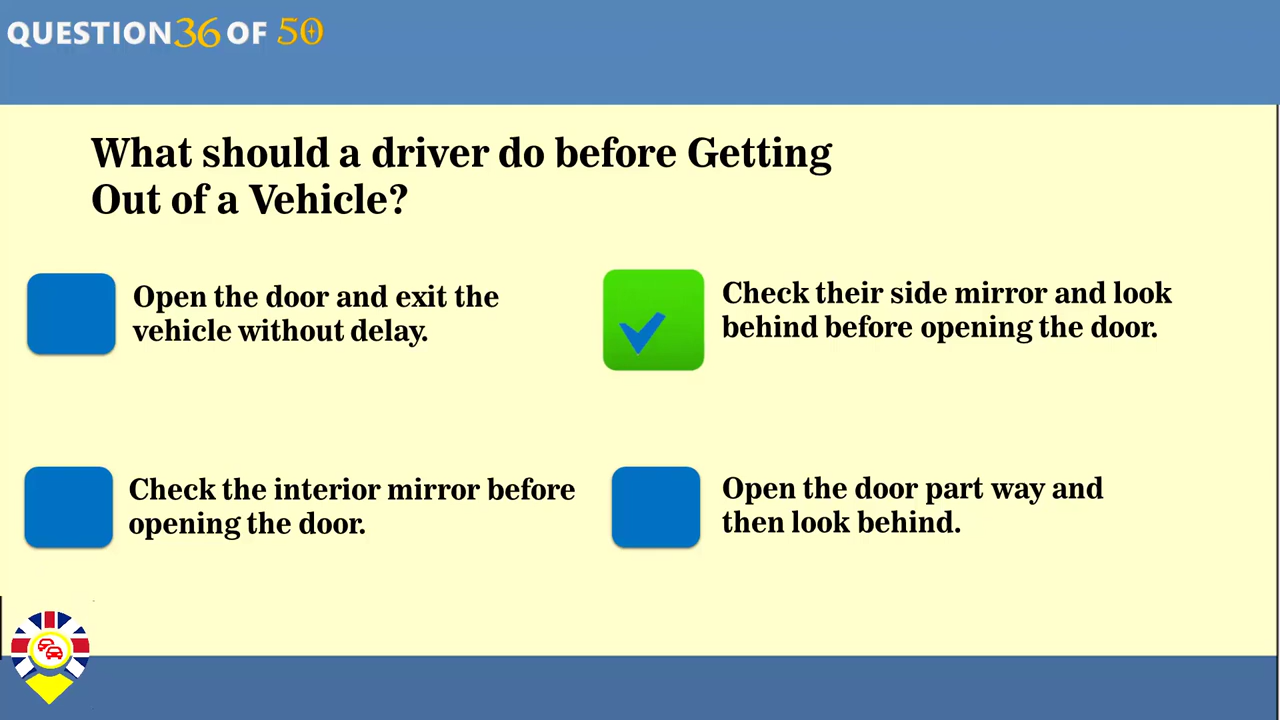 QUESTION 36 OF 50
What should a driver do before Getting
Out of a Vehicle?
Open the door and exit the
vehicle without delay.
Check their side mirror and look
behind before opening the door.
Check the interior mirror before
opening the door.
Open the door part way and
then look behind.